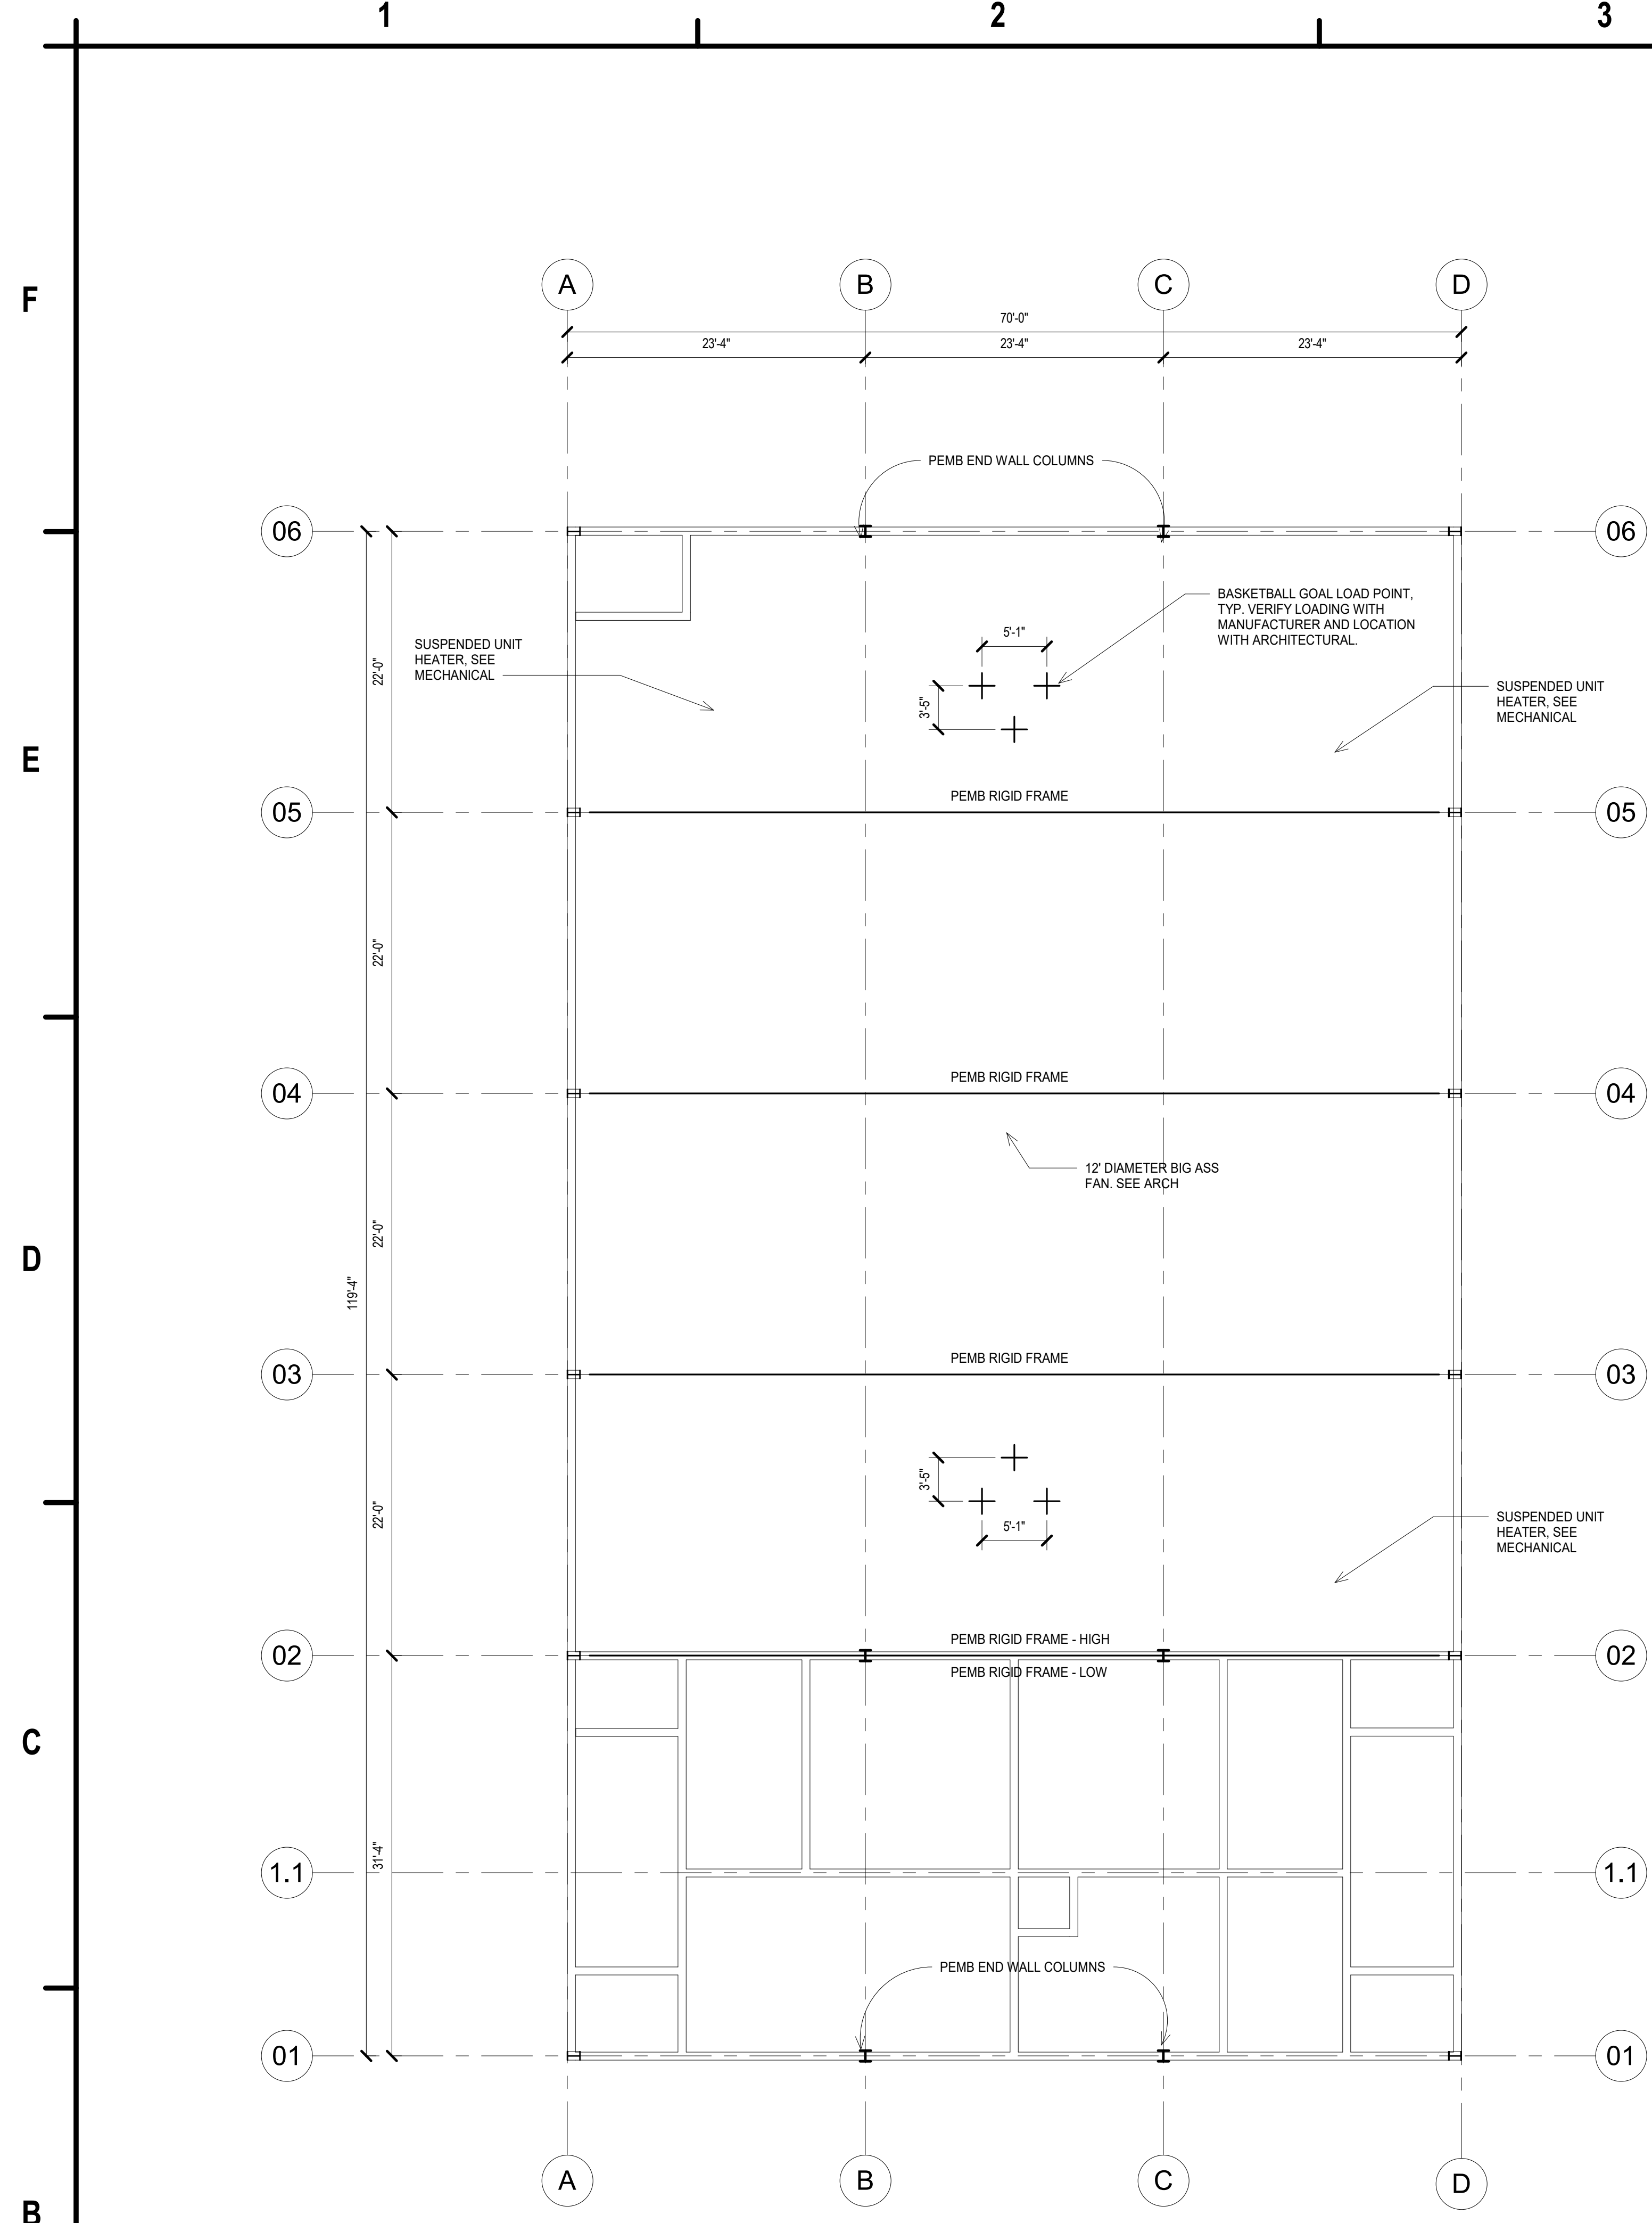 1
2
3
F
A
B
C
D
70'-0"
23'-4"
23'-4"
23'-4"
PEMB END WALL COLUMNS
06
06
BASKETBALL GOAL LOAD POINT,
TYP. VERIFY LOADING WITH
MANUFACTURER AND LOCATION
WITH ARCHITECTURAL.
5'-1"
SUSPENDED UNIT
HEATER, SEE
MECHANICAL
22'-0"
3'-5"
SUSPENDED UNIT
HEATER, SEE
MECHANICAL
E
PEMB RIGID FRAME
05
05
22'-0"
PEMB RIGID FRAME
04
04
12' DIAMETER BIG ASS
FAN. SEE ARCH
D
22'-0"
119'-4"
PEMB RIGID FRAME
03
03
3'-5"
22'-0"
5'-1"
SUSPENDED UNIT
HEATER, SEE
MECHANICAL
PEMB RIGID FRAME - HIGH
02
02
PEMB RIGID FRAME - LOW
C
31'-4"
1.1
1.1
PEMB END WALL COLUMNS
01
01
A
B
C
D
B